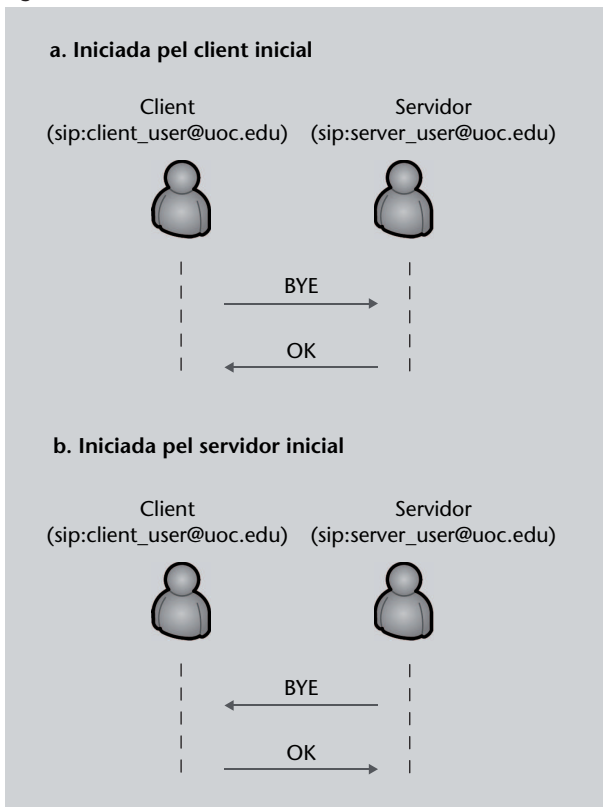 a. Iniciada pel client inicial
Client
(sip:client_user@uoc.edu)
Servidor
(sip:server_user@uoc.edu)
BYE
OK
b. Iniciada pel servidor inicial
Client
(sip:client_user@uoc.edu)
Servidor
(sip:server_user@uoc.edu)
BYE
OK